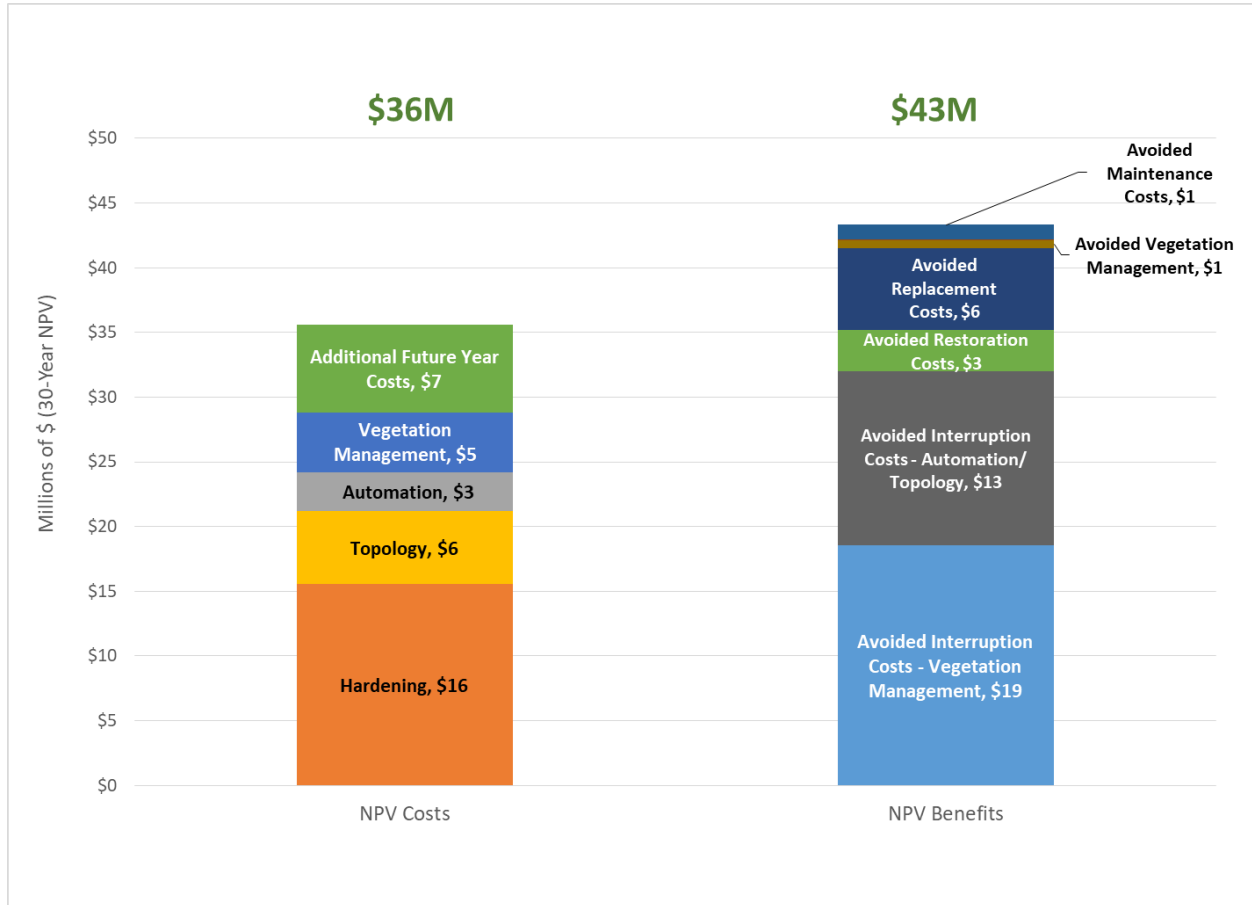 $36M
$43M
$50
$45
$40
$35
$30
$25
$20
$15
$10
$5
$0
Millions of $ (30-Year NPV)
Additional Future Year
Costs, $7
Vegetation
Management, $5
Automation, $3
Topology, $6
Hardening, $16
Avoided
Maintenance
Costs, $1
Avoided Vegetation
Management, $1
Avoided
Replacement
Costs, $6
Avoided Restoration
Costs, $3
Avoided Interruption
Costs - Automation/
Topology, $13
Avoided Interruption
Costs - Vegetation
Management, $19
NPV Costs
NPV Benefits